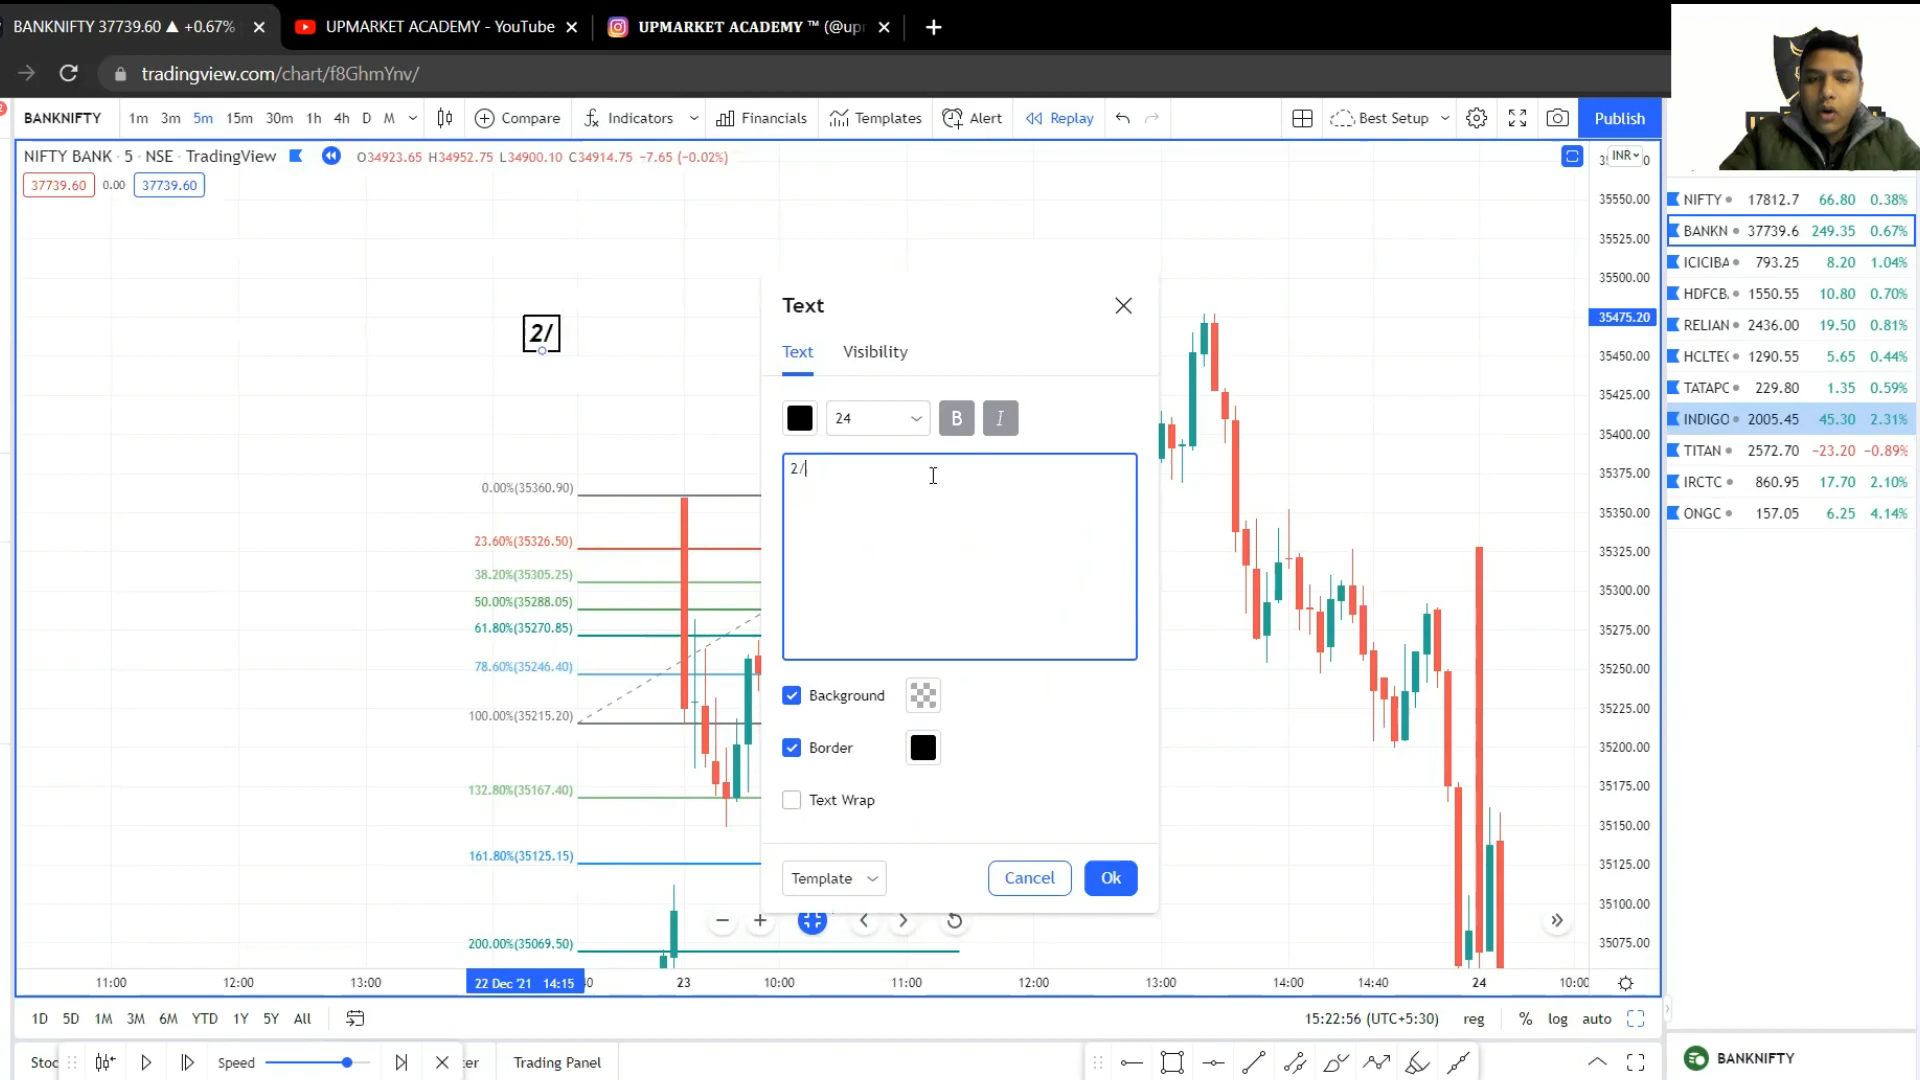 BANKNIFTY 37739.60 ▲ +0.67%
UPMARKET ACADEMY - YouTube
UPMARKET ACADEMY ™ (@up
tradingview.com/chart/f8GhmYnv/
BANKNIFTY 1m 3m 5m 15m 30m 1h 4h D M Compare Indicators Financials Templates Alert Replay Best Setup Publish
NIFTY BANK · 5 · NSE · TradingView O34923.65 H34952.75 L34900.10 C34914.75 -7.65 (-0.02%)
INR
37739.60 0.00 37739.60
35550.00
35525.00
35500.00
35475.20
35450.00
35425.00
35400.00
35375.00
35350.00
35325.00
35300.00
35275.00
35250.00
35225.00
35200.00
35175.00
35150.00
35125.00
35100.00
35075.00
2/
0.00%(35360.90)
23.60%(35326.50)
38.20%(35305.25)
50.00%(35288.05)
61.80%(35270.85)
78.60%(35246.40)
100.00%(35215.20)
132.80%(35167.40)
161.80%(35125.15)
200.00%(35069.50)
Text
Text Visibility
24 B I
2/
Background
Border
Text Wrap
Template Cancel Ok
11:00 12:00 13:00 22 Dec '21 14:15 23 10:00 11:00 12:00 13:00 14:00 14:40 24 10:00
1D 5D 1M 3M 6M YTD 1Y 5Y All 15:22:56 (UTC+5:30) reg % log auto
Speed Trading Panel
NIFTY 17812.7 66.80 0.38%
BANKN 37739.6 249.35 0.67%
ICICIBA 793.25 8.20 1.04%
HDFCB 1550.55 10.80 0.70%
RELIAN 2436.00 19.50 0.81%
HCLTE 1290.55 5.65 0.44%
TATAPO 229.80 1.35 0.59%
INDIGO 2005.45 45.30 2.31%
TITAN 2572.70 −23.20 −0.89%
IRCTC 860.95 17.70 2.10%
ONGC 157.05 6.25 4.14%
BANKNIFTY